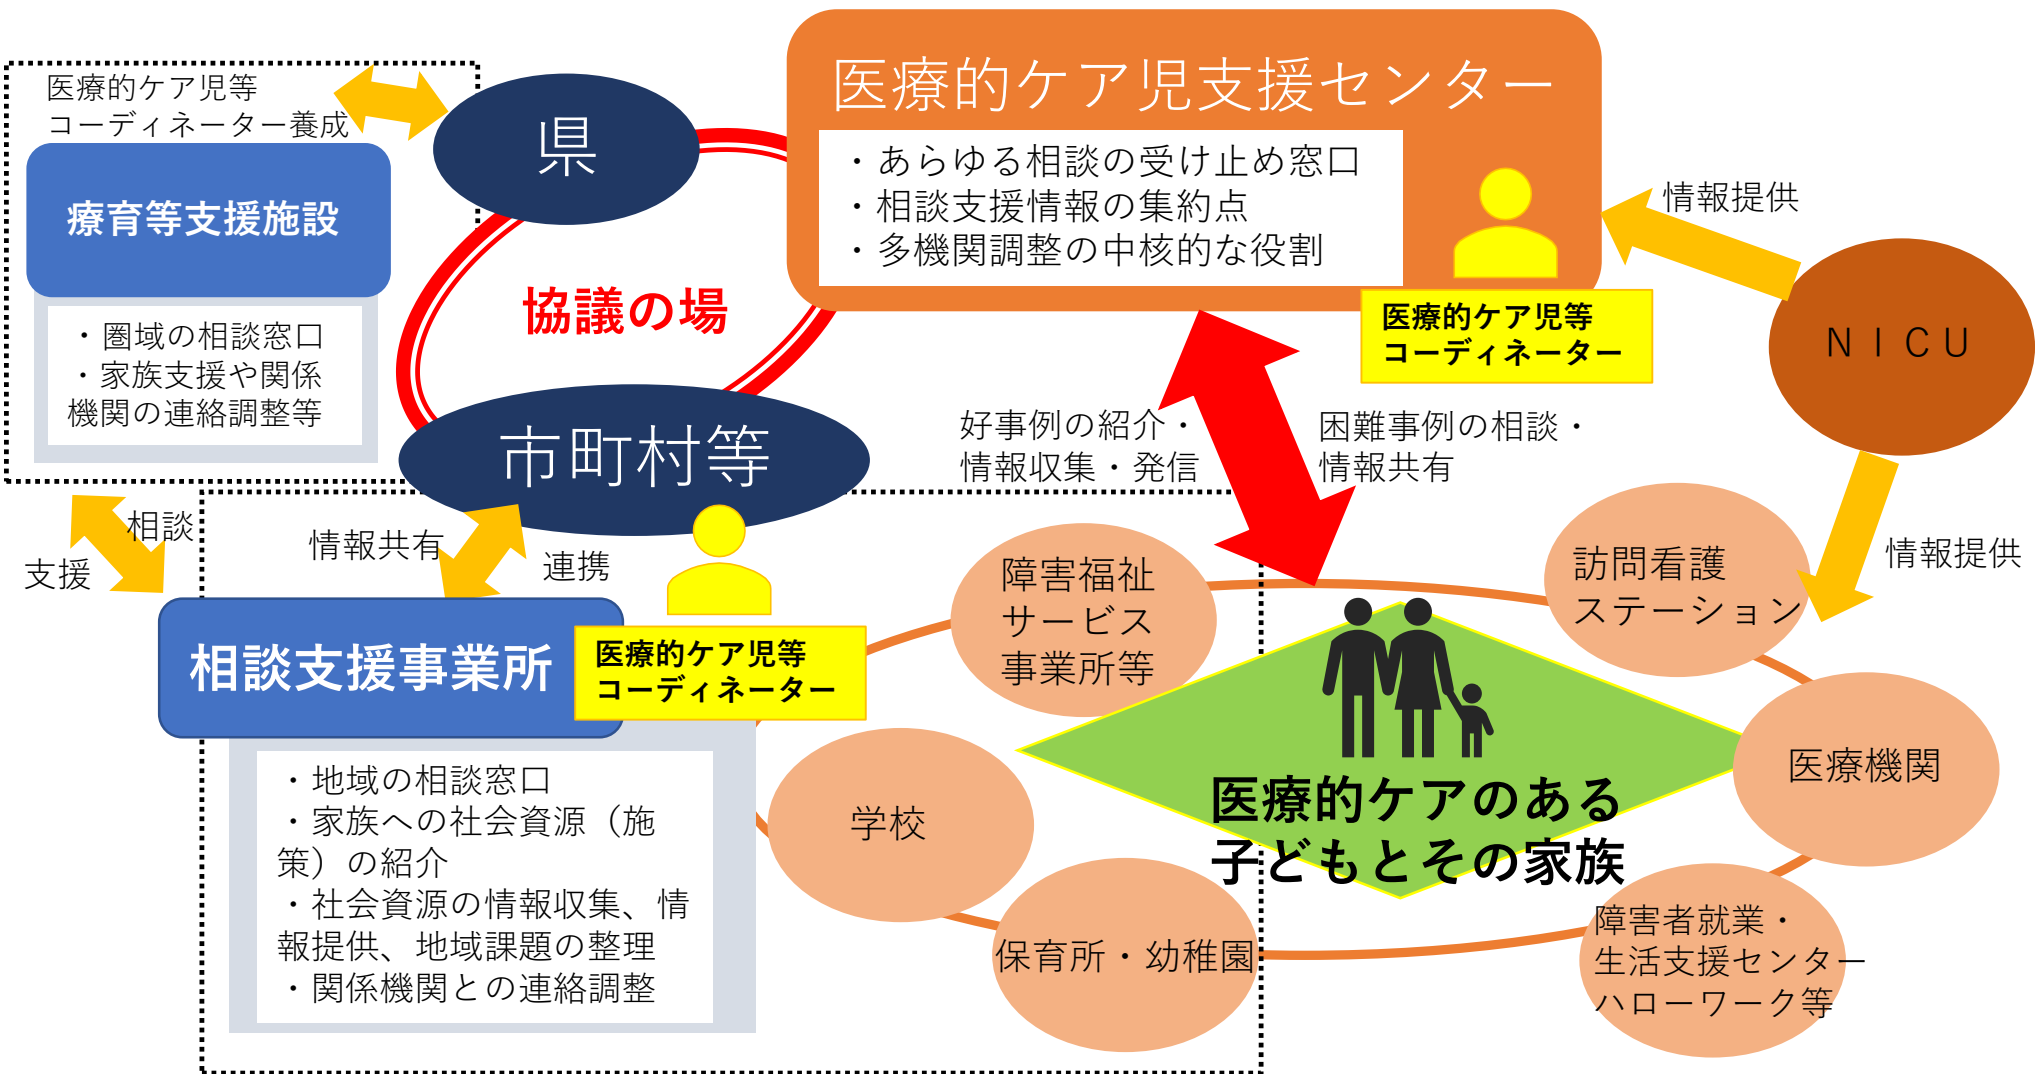 医療的ケア児等
コーディネーター養成
療育等支援施設
・圏域の相談窓口
・家族支援や関係
機関の連絡調整等
県
協議の場
市町村等
医療的ケア児支援センター
・あらゆる相談の受け止め窓口
・相談支援情報の集約点
・多機関調整の中核的な役割
医療的ケア児等
コーディネーター
情報提供
ＮＩＣＵ
情報提供
好事例の紹介・
情報収集・発信
困難事例の相談・
情報共有
相談
支援
情報共有
連携
相談支援事業所
医療的ケア児等
コーディネーター
・地域の相談窓口
・家族への社会資源（施
策）の紹介
・社会資源の情報収集、情
報提供、地域課題の整理
・関係機関との連絡調整
障害福祉
サービス
事業所等
訪問看護
ステーション
学校
医療的ケアのある
子どもとその家族
医療機関
保育所・幼稚園
障害者就業・
生活支援センター
ハローワーク等